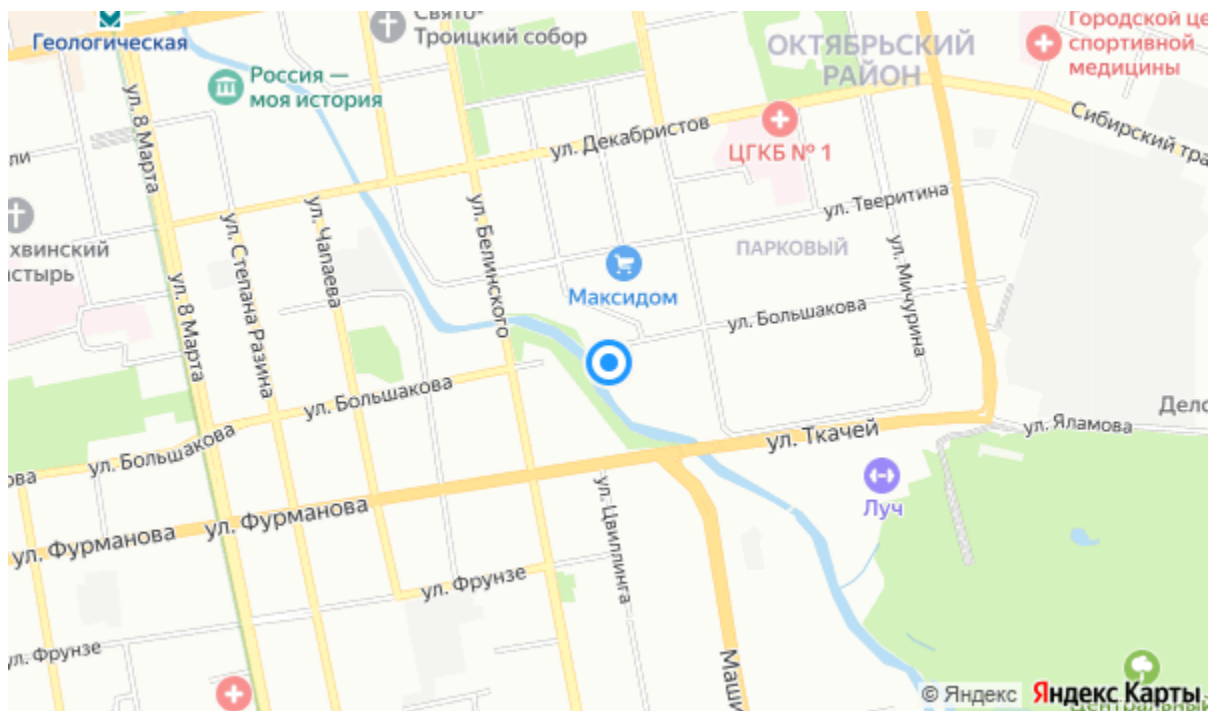 Геологическая
Свято-
Троицкий собор
Россия —
моя история
ОКТЯБРЬСКИЙ
РАЙОН
Городской це
спортивной
медицины
ул. 8 Марта
ул. Декабристов
ЦГКБ № 1
Сибирский тра
ли
хвинский
стырь
ул. Степана Разина
ул. Чапаева
ул. Белинского
ул. Тверитина
ПАРКОВЫЙ
Максидом
ул. Мичурина
ул. 8 Марта
ул. Большакова
ул. Большакова
ул. Большакова
ова
ул. Ткачей
Дело
ул. Яламова
Луч
ул. Фурманова
ул. Фурманова
ул. Цвиллинга
ул. Фрунзе
ул. Фрунзе
Маши
© Яндекс Яндекс Карты
Центральный